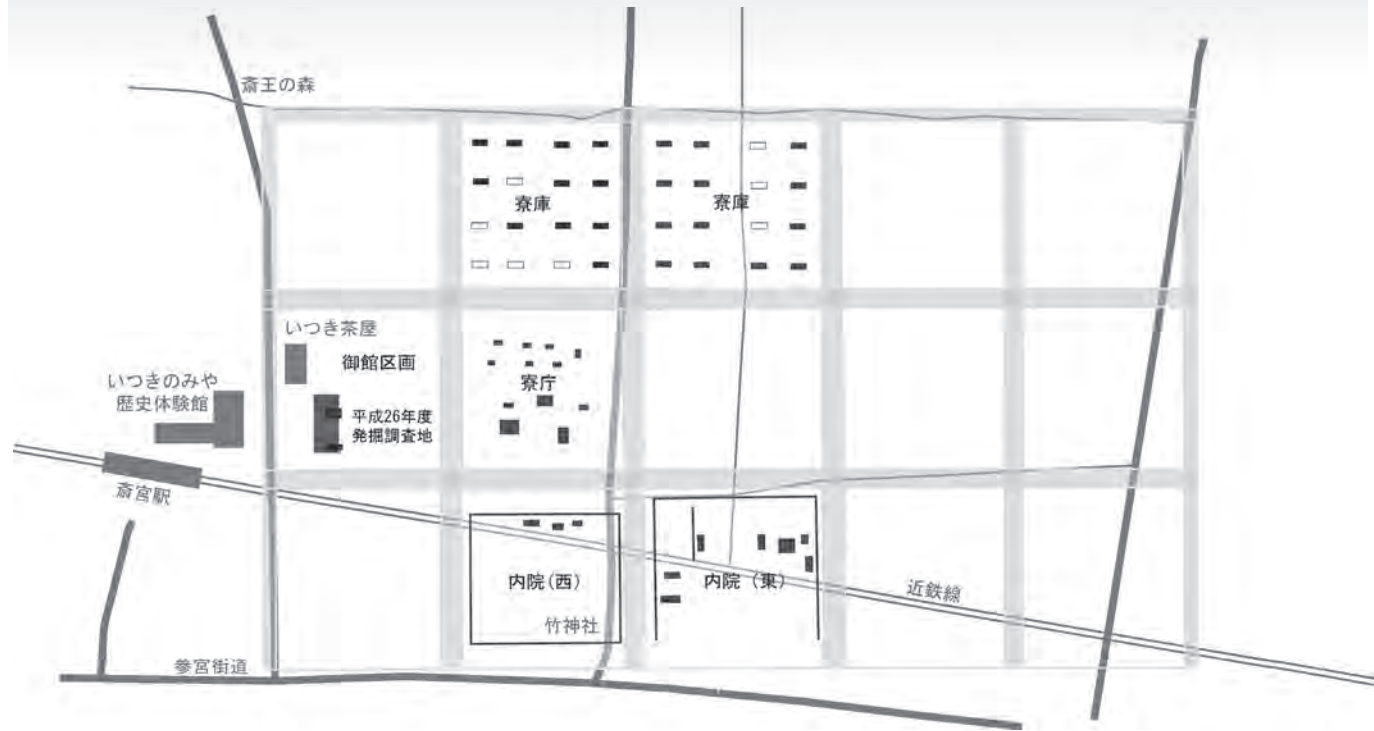 斎王の森
寮庫
寮庫
いつき茶屋
御館区画
いつきのみや
歴史体験館
平成26年度
発掘調査地
寮庁
斎宮駅
内院(西)
内院(東)
近鉄線
竹神社
参宮街道